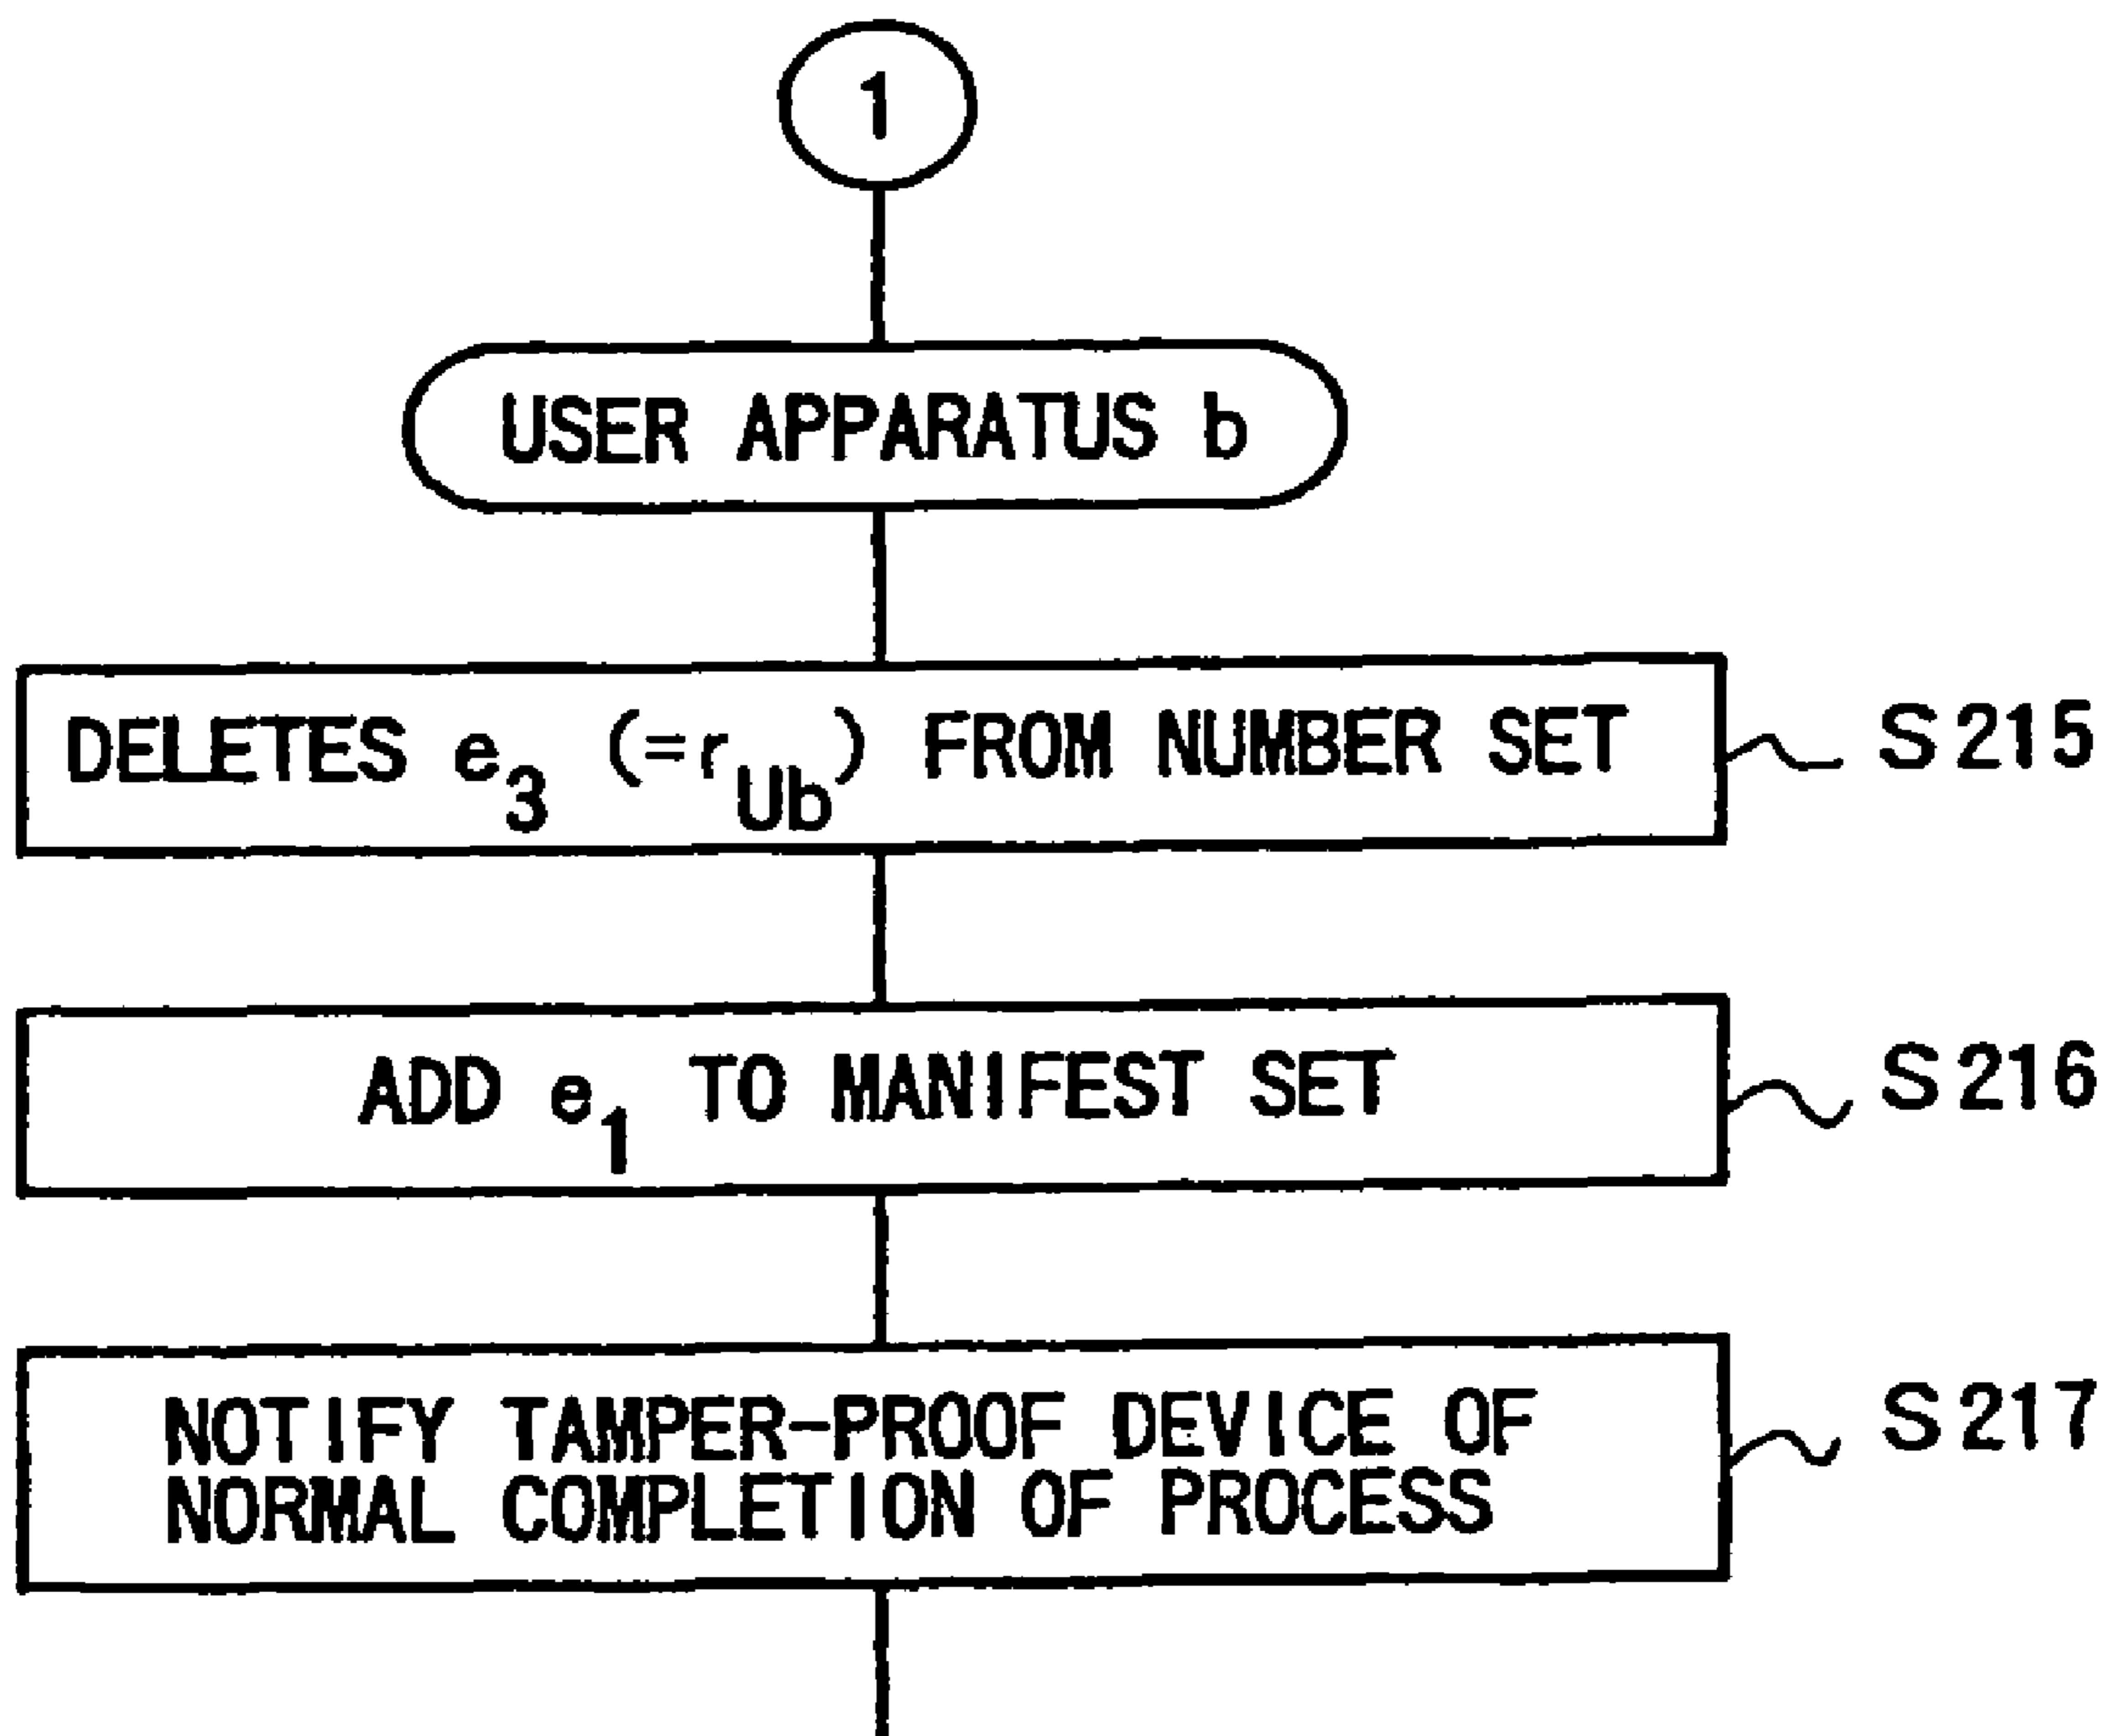 1
USER APPARATUS b
DELETES e₃ (=r_Ub) FROM NUMBER SET
S215
ADD e₁ TO MANIFEST SET
S216
NOTIFY TAMPER-PROOF DEVICE OF
NORMAL COMPLETION OF PROCESS
S217